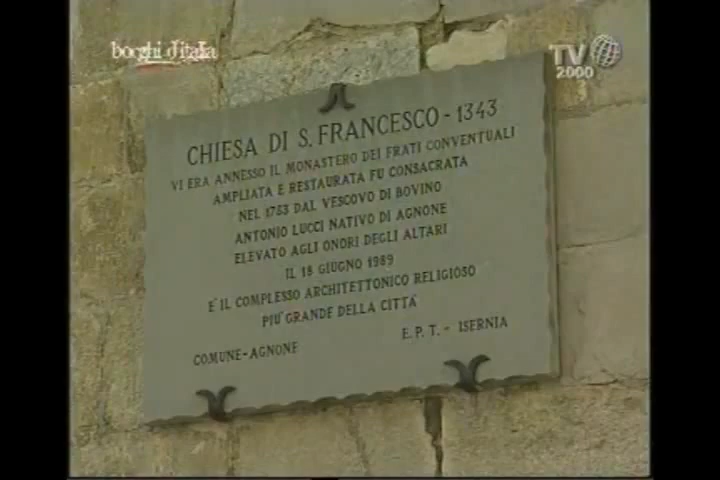 boghi d'italia
TV
2000
CHIESA DI S. FRANCESCO - 1343
VI ERA ANNESSO IL MONASTERO DEI FRATI CONVENTUALI
AMPLIATA E RESTAURATA FU CONSACRATA
NEL 1753 DAL VESCOVO DI BOVINO
ANTONIO LUCCI NATIVO DI AGNONE
ELEVATO AGLI ONORI DEGLI ALTARI
IL 18 GIUGNO 1989
E' IL COMPLESSO ARCHITETTONICO RELIGIOSO
PIU' GRANDE DELLA CITTA'
COMUNE-AGNONE
E.P.T. - ISERNIA